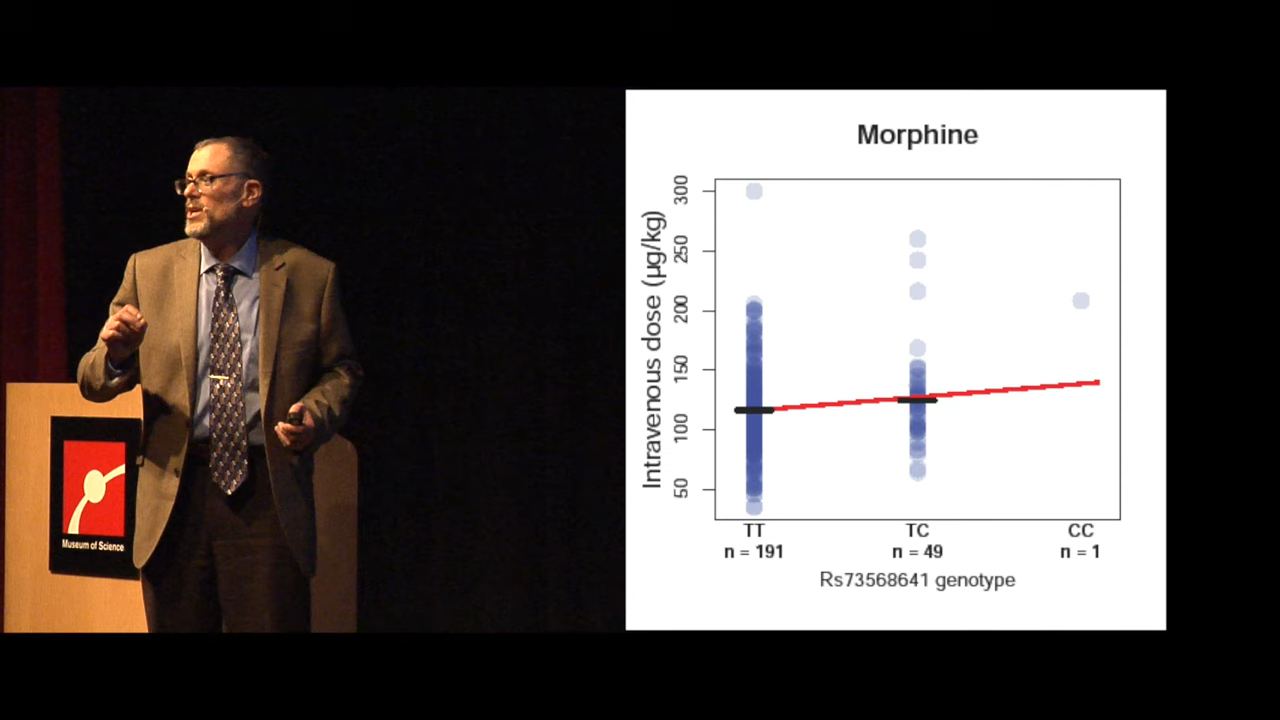 Museum of Science
Morphine
Intravenous dose (µg/kg)
300
250
200
150
100
50
TT
TC
CC
n = 191
n = 49
n = 1
Rs73568641 genotype